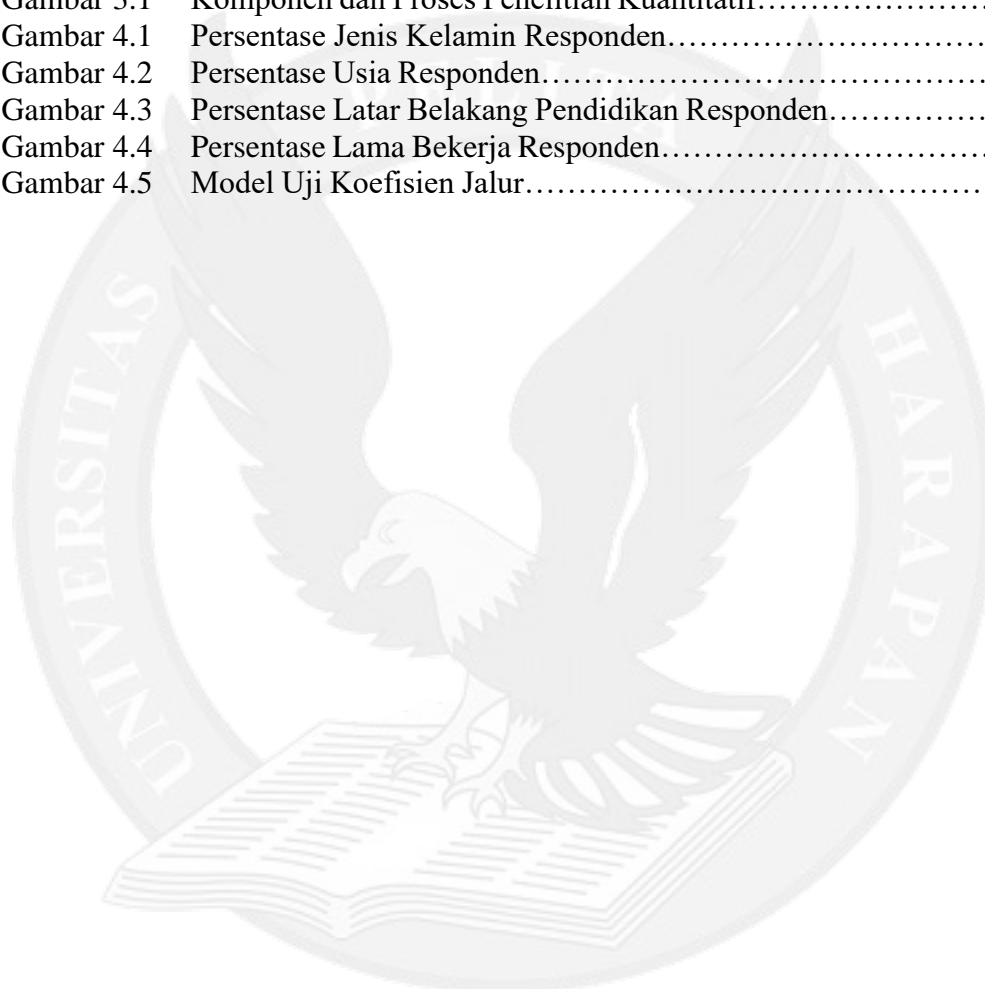 Gambar 3.1 Komponen dan Proses Penelitian Kuantitatif……………………
Gambar 4.1 Persentase Jenis Kelamin Responden……………………………
Gambar 4.2 Persentase Usia Responden………………………………………
Gambar 4.3 Persentase Latar Belakang Pendidikan Responden……………
Gambar 4.4 Persentase Lama Bekerja Responden……………………………
Gambar 4.5 Model Uji Koefisien Jalur…………………………………………
UNIVERSITAS PELITA HARAPAN